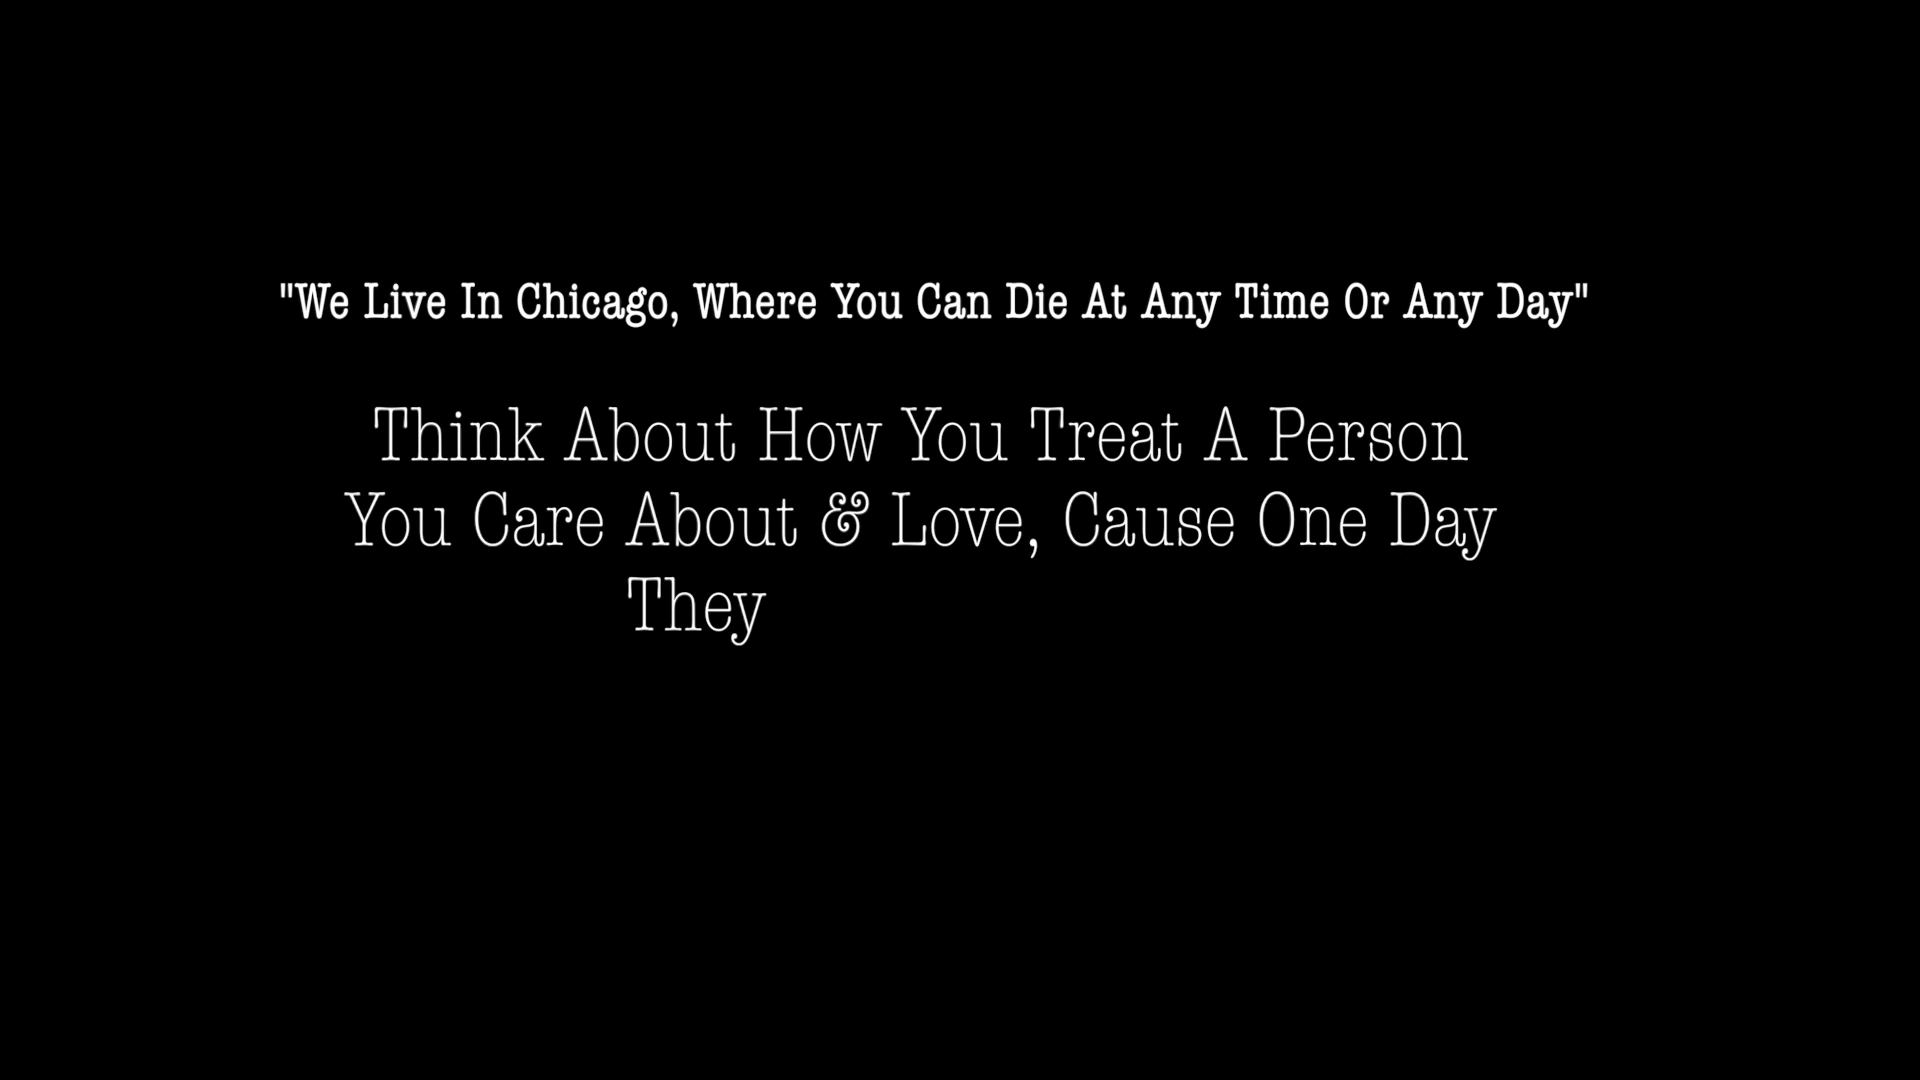 "We Live In Chicago, Where You Can Die At Any Time Or Any Day"
Think About How You Treat A Person
You Care About & Love, Cause One Day
They